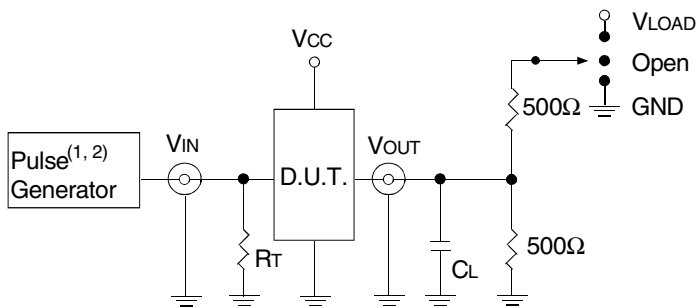 VLOAD
VCC
Open
500Ω
GND
VIN
VOUT
Pulse(1, 2)
Generator
D.U.T.
RT
CL
500Ω